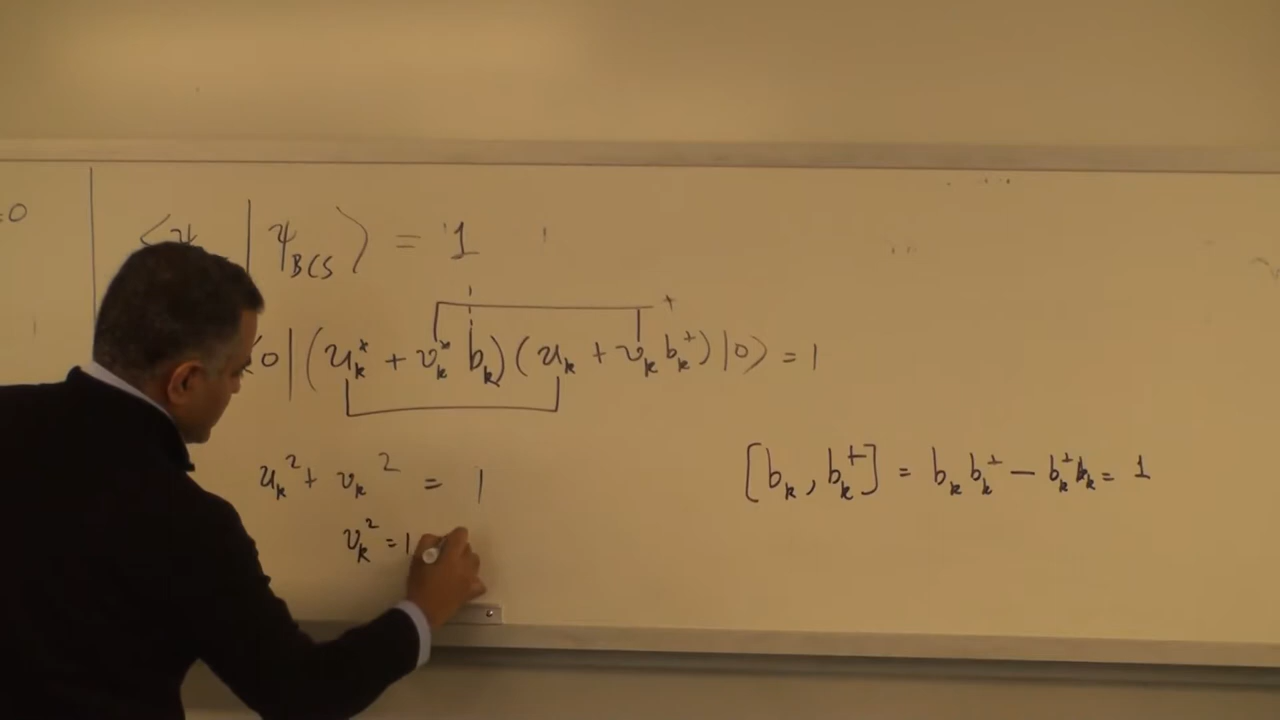 =0
⟨ψ | ψ_BCS⟩ = 1
⟨0|(u_k^* + v_k^* b_k)(u_k + v_k b_k^+)|0⟩ = 1
u_k^2 + v_k^2 = 1
[b_k, b_k^+] = b_k b_k^+ − b_k^+ b_k = 1
v_k^2 = 1